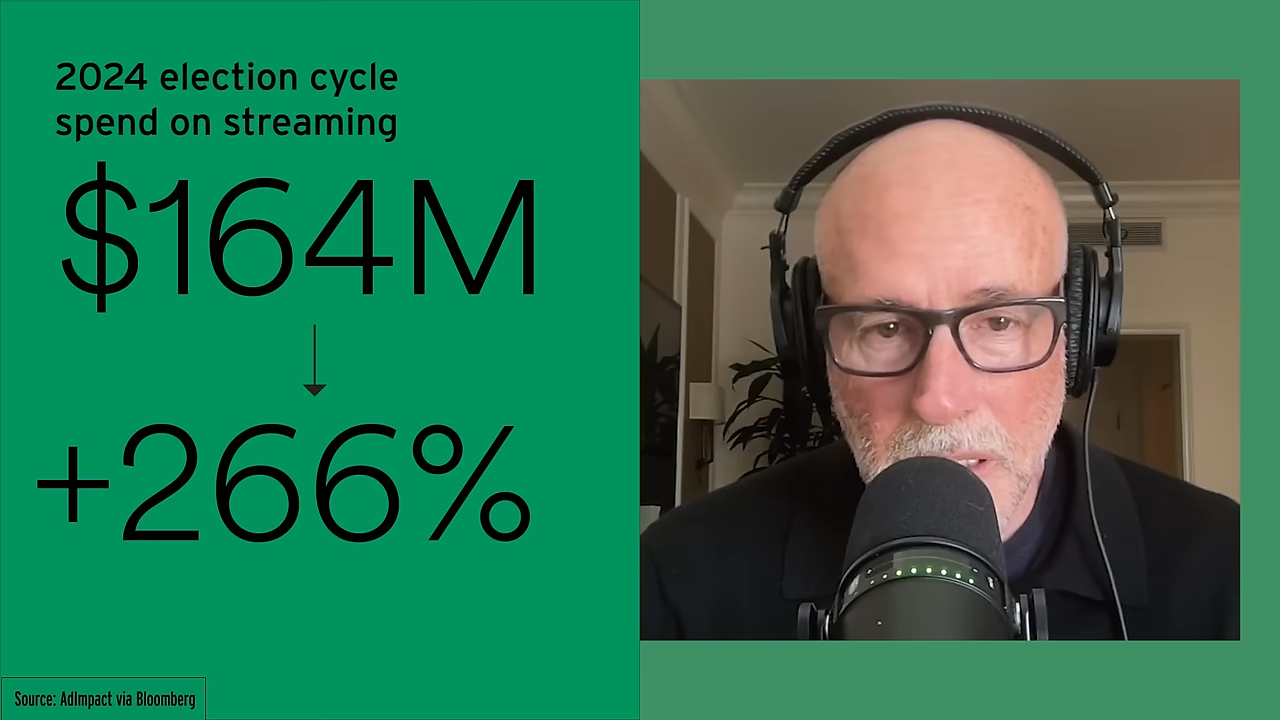 2024 election cycle
spend on streaming
$164M
+266%
Source: AdImpact via Bloomberg